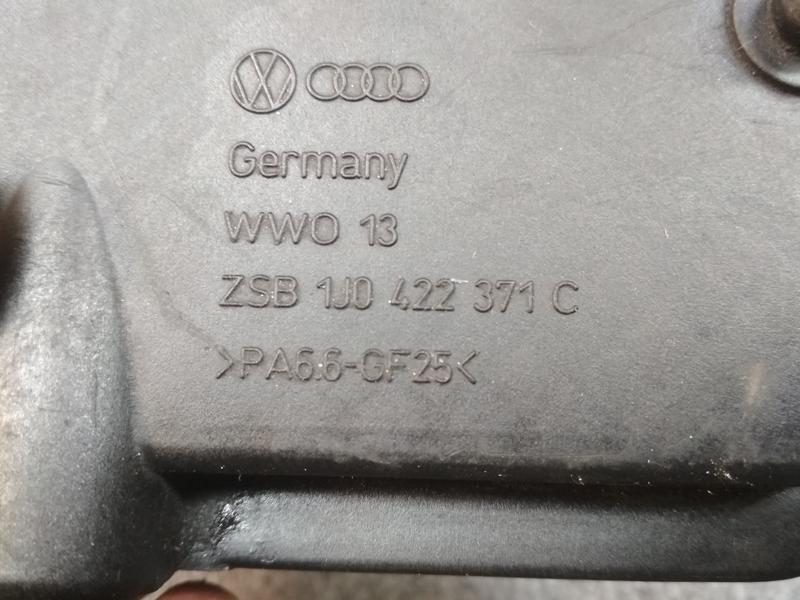 Germany
WWO 13
ZSB 1J0 422 371 C
>PA6.6-GF25<